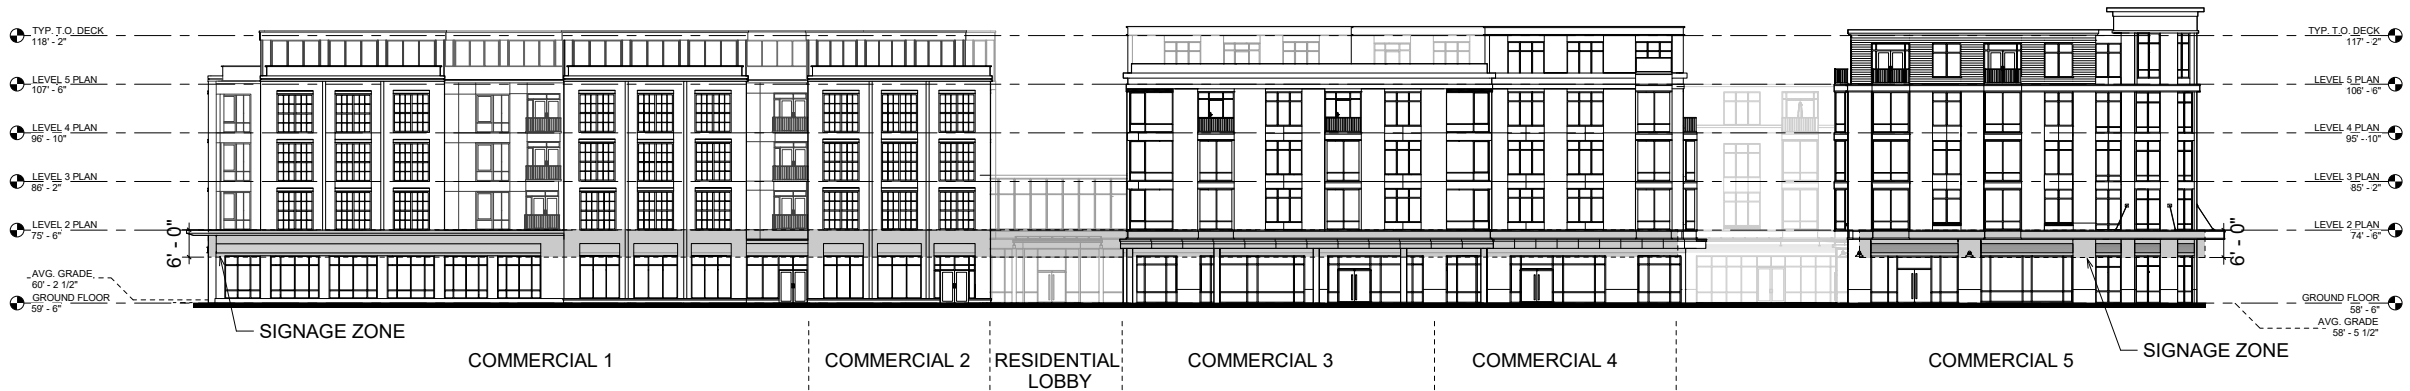 TYP. T.O. DECK
118' - 2"
LEVEL 5 PLAN
107' - 6"
LEVEL 4 PLAN
96' - 10"
LEVEL 3 PLAN
86' - 2"
LEVEL 2 PLAN
75' - 6"
6' - 0"
AVG. GRADE
60' - 2 1/2"
GROUND FLOOR
59' - 6"
SIGNAGE ZONE
COMMERCIAL 1
COMMERCIAL 2
RESIDENTIAL
LOBBY
COMMERCIAL 3
COMMERCIAL 4
COMMERCIAL 5
TYP. T.O. DECK
117' - 2"
LEVEL 5 PLAN
106' - 6"
LEVEL 4 PLAN
95' - 10"
LEVEL 3 PLAN
85' - 2"
LEVEL 2 PLAN
74' - 6"
6' - 0"
GROUND FLOOR
58' - 6"
AVG. GRADE
58' - 5 1/2"
SIGNAGE ZONE